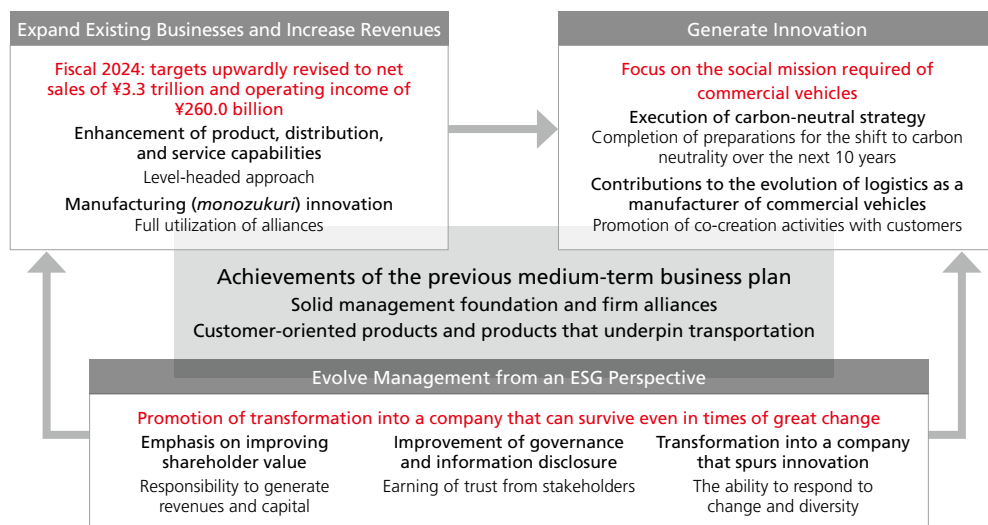 Expand Existing Businesses and Increase Revenues
Fiscal 2024: targets upwardly revised to net
sales of ¥3.3 trillion and operating income of
¥260.0 billion
Enhancement of product, distribution,
and service capabilities
Level-headed approach
Manufacturing (monozukuri) innovation
Full utilization of alliances
Generate Innovation
Focus on the social mission required of
commercial vehicles
Execution of carbon-neutral strategy
Completion of preparations for the shift to carbon
neutrality over the next 10 years
Contributions to the evolution of logistics as a
manufacturer of commercial vehicles
Promotion of co-creation activities with customers
Achievements of the previous medium-term business plan
Solid management foundation and firm alliances
Customer-oriented products and products that underpin transportation
Evolve Management from an ESG Perspective
Promotion of transformation into a company that can survive even in times of great change
Emphasis on improving
shareholder value
Responsibility to generate
revenues and capital
Improvement of governance
and information disclosure
Earning of trust from stakeholders
Transformation into a company
that spurs innovation
The ability to respond to
change and diversity